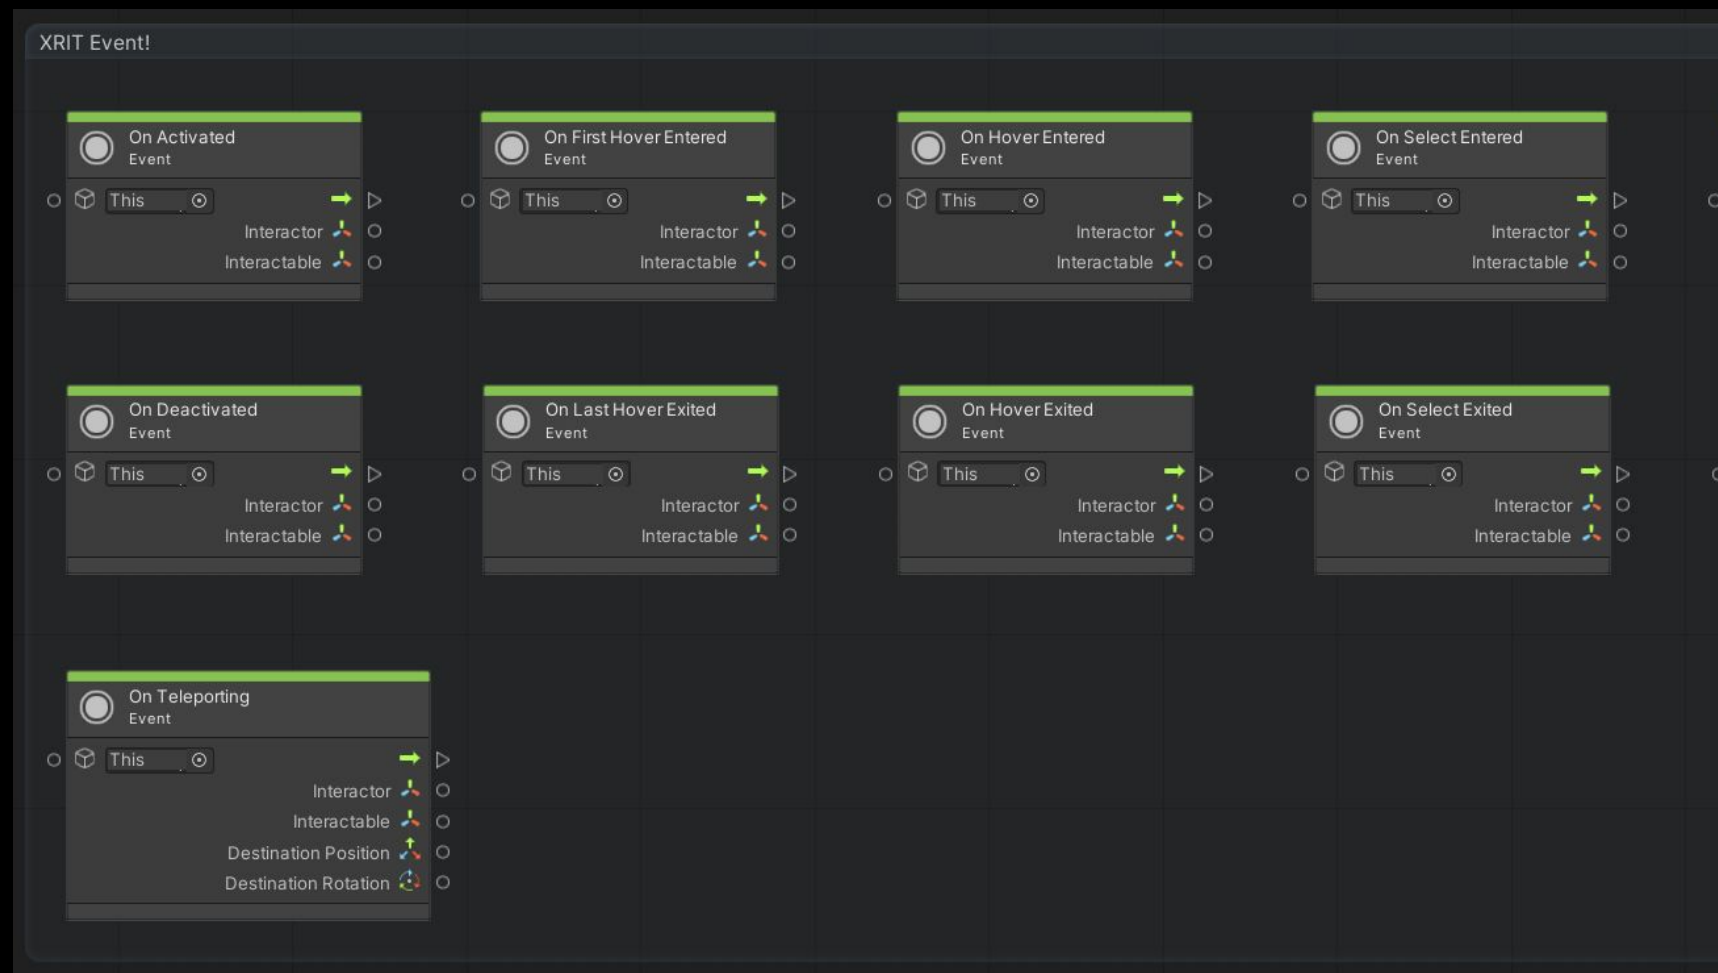 XRIT Event!
On Activated
Event
This
Interactor
Interactable
On First Hover Entered
Event
This
Interactor
Interactable
On Hover Entered
Event
This
Interactor
Interactable
On Select Entered
Event
This
Interactor
Interactable
On Deactivated
Event
This
Interactor
Interactable
On Last Hover Exited
Event
This
Interactor
Interactable
On Hover Exited
Event
This
Interactor
Interactable
On Select Exited
Event
This
Interactor
Interactable
On Teleporting
Event
This
Interactor
Interactable
Destination Position
Destination Rotation